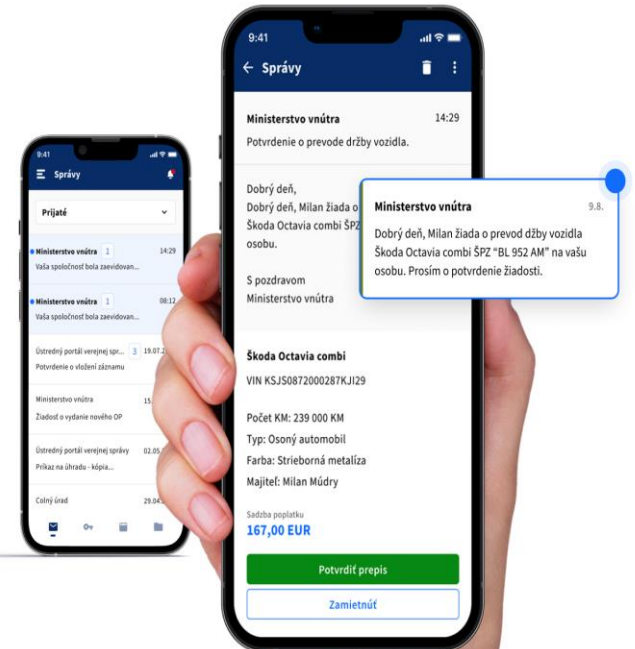 9:41
Správy
Prijaté
Ministerstvo vnútra 1 14:29
Vaša spoločnosť bola zaevidovan...
Ministerstvo vnútra 1 08:12
Vaša spoločnosť bola zaevidovan...
Ústredný portál verejnej spr... 3 19.07.
Potvrdenie o vložení záznamu
Ministerstvo vnútra 15.
Žiadosť o vydanie nového OP
Ústredný portál verejnej správy 02.05.
Príkaz na úhradu - kópia...
Colný úrad 29.04.
9:41
Správy
Ministerstvo vnútra 14:29
Potvrdenie o prevode držby vozidla.
Dobrý deň,
Dobrý deň, Milan žiada o
Škoda Octavia combi ŠPZ
osobu.
S pozdravom
Ministerstvo vnútra
Ministerstvo vnútra 9.8.
Dobrý deň, Milan žiada o prevod džby vozidla
Škoda Octavia combi ŠPZ "BL 952 AM" na vašu
osobu. Prosím o potvrdenie žiadosti.
Škoda Octavia combi
VIN KSJS0872000287KJI29
Počet KM: 239 000 KM
Typ: Osoný automobil
Farba: Strieborná metalíza
Majiteľ: Milan Múdry
Sadzba poplatku
167,00 EUR
Potvrdiť prepis
Zamietnúť